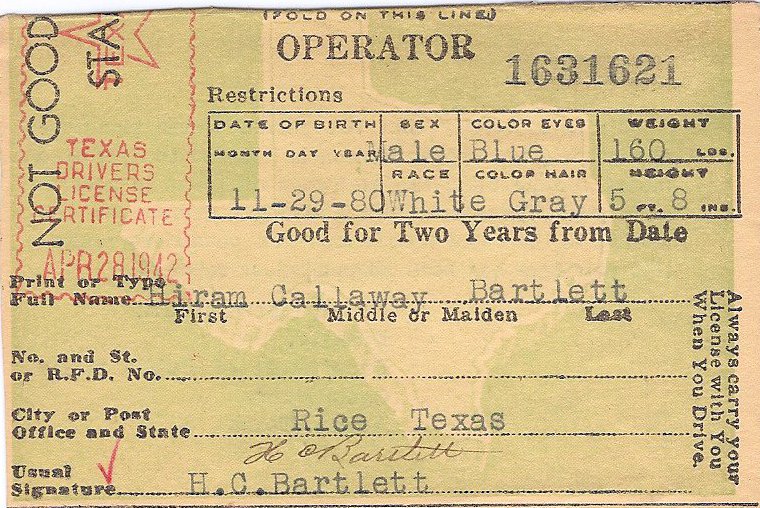 (FOLD ON THIS LINE)
OPERATOR 1631621
Restrictions
DATE OF BIRTH SEX COLOR EYES WEIGHT
MONTH DAY YEAR Male Blue 160 LBS.
RACE COLOR HAIR HEIGHT
11-29-80 White Gray 5 FT. 8 INS.
Good for Two Years from Date
Print or Type
Full Name Hiram Callaway Bartlett
First Middle or Maiden Last
No. and St.
or R.F.D. No.
City or Post
Office and State Rice Texas
H C Bartlett
Usual
Signature H.C.Bartlett
NOT GOOD
STA
TEXAS
DRIVERS
LICENSE
CERTIFICATE
APR 28 1942
Always carry your
License with You
When You Drive.